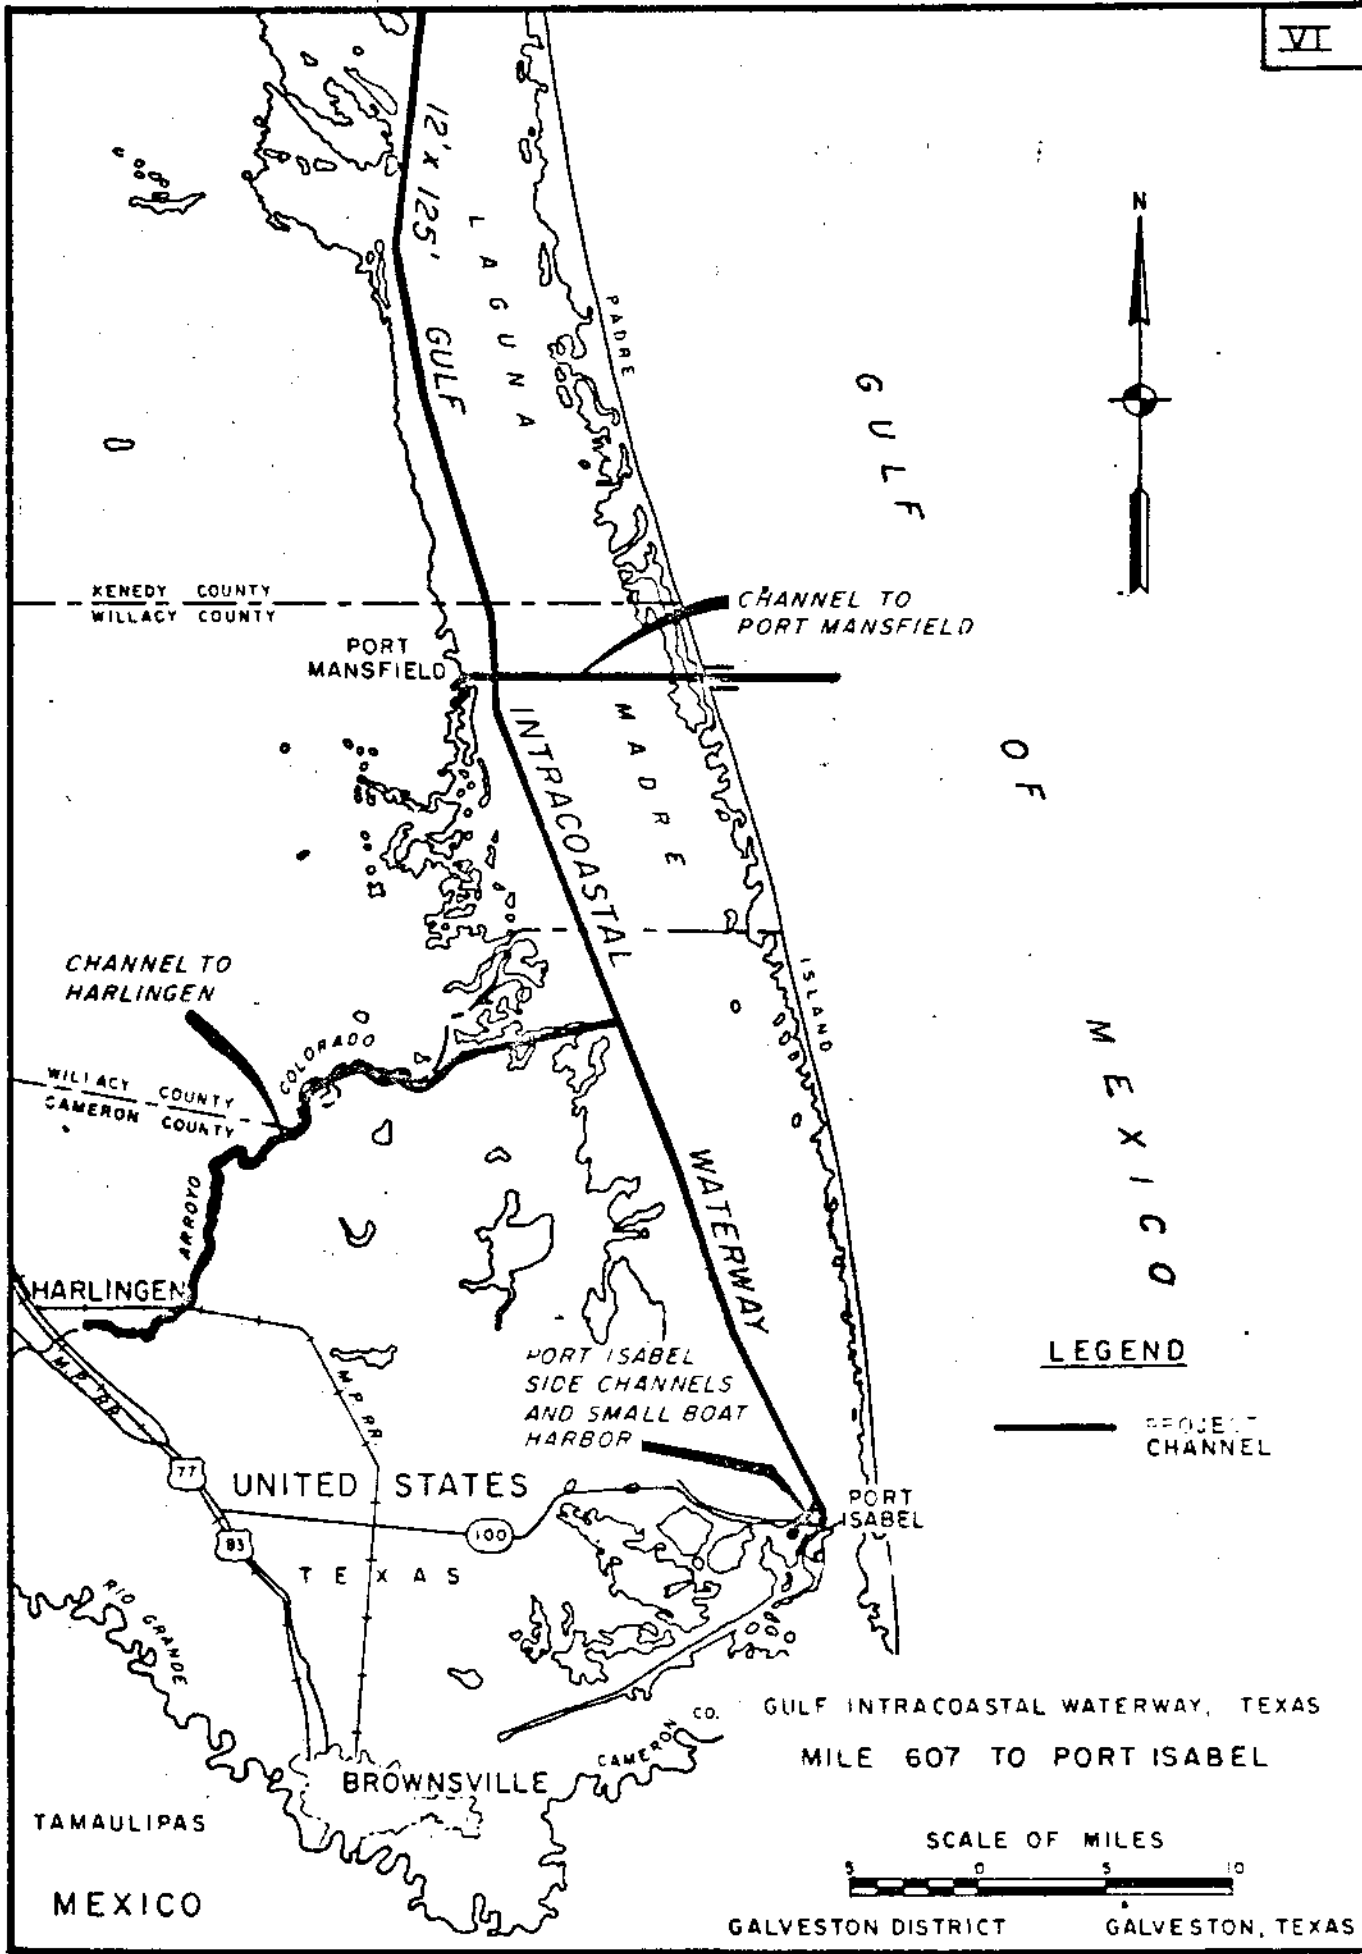 VI
12' x 125' GULF INTRACOASTAL WATERWAY
LAGUNA MADRE
PADRE ISLAND
N
GULF OF MEXICO
KENEDY COUNTY
WILLACY COUNTY
CHANNEL TO
PORT MANSFIELD
PORT
MANSFIELD
CHANNEL TO
HARLINGEN
ARROYO COLORADO
WILLACY COUNTY
CAMERON COUNTY
HARLINGEN
M.P. RR.
M.P. RR.
PORT ISABEL
SIDE CHANNELS
AND SMALL BOAT
HARBOR
LEGEND
PROJECT
CHANNEL
77
UNITED STATES
PORT
ISABEL
100
83
TEXAS
RIO GRANDE
CAMERON CO.
BROWNSVILLE
TAMAULIPAS
MEXICO
GULF INTRACOASTAL WATERWAY, TEXAS
MILE 607 TO PORT ISABEL
SCALE OF MILES
5 0 5 10
GALVESTON DISTRICT GALVESTON, TEXAS